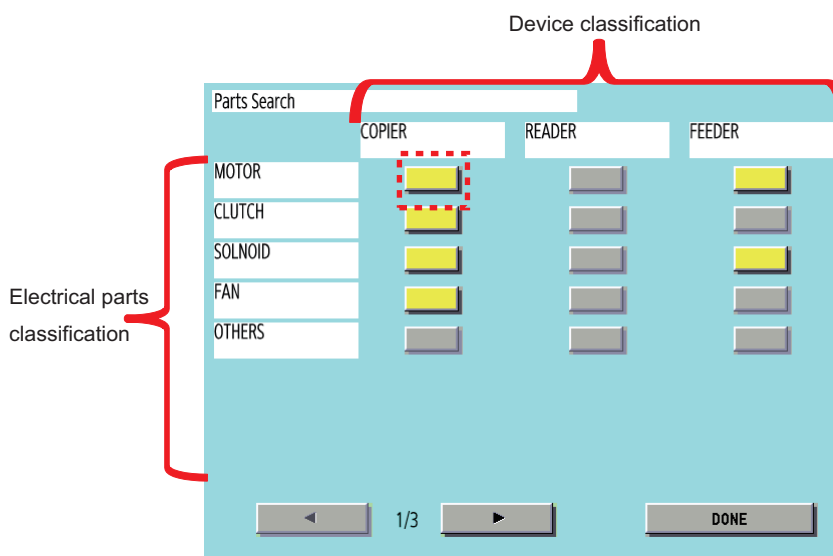 Device classification
Parts Search
COPIER READER FEEDER
MOTOR
CLUTCH
SOLNOID
FAN
OTHERS
Electrical parts
classification
1/3
DONE